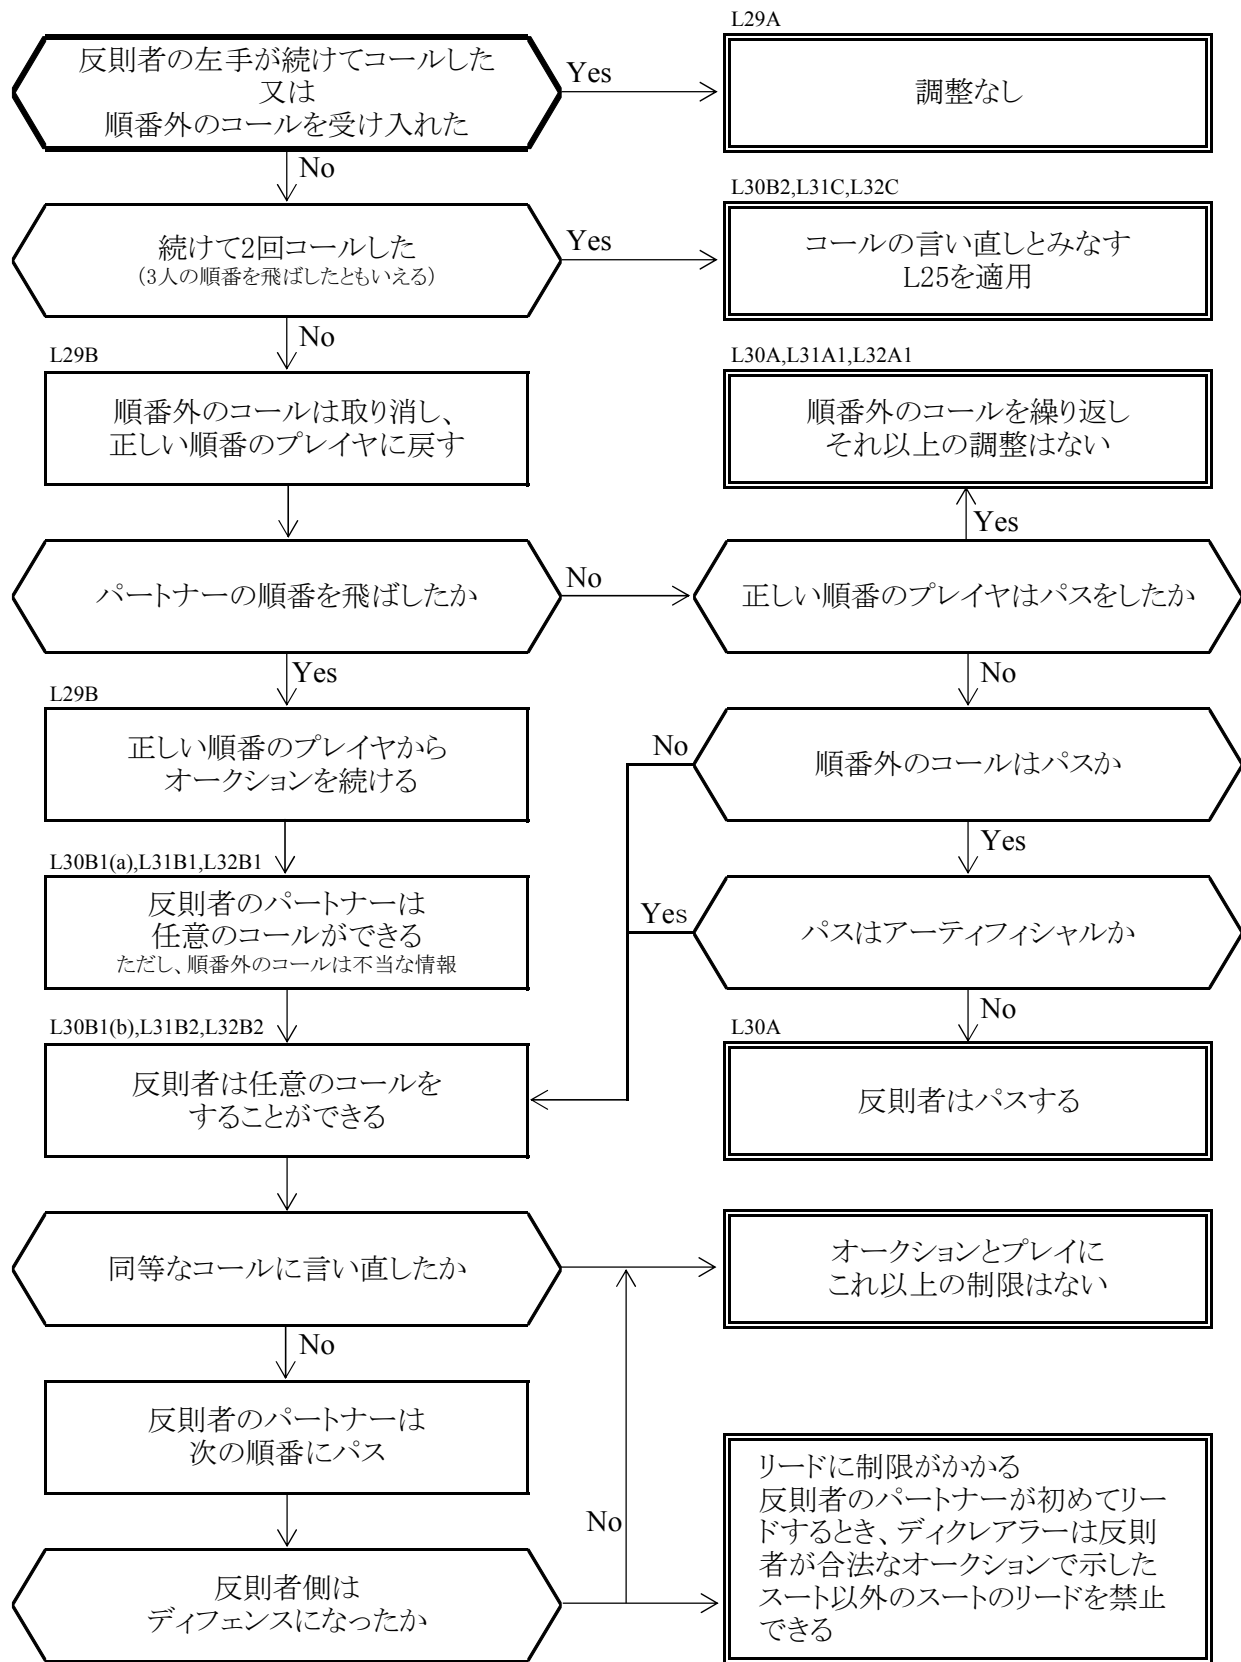 L29A
反則者の左手が続けてコールした
又は
順番外のコールを受け入れた
Yes
調整なし
No
L30B2,L31C,L32C
続けて2回コールした
（3人の順番を飛ばしたともいえる）
Yes
コールの言い直しとみなす
L25を適用
No
L29B
順番外のコールは取り消し、
正しい順番のプレイヤに戻す
L30A,L31A1,L32A1
順番外のコールを繰り返し
それ以上の調整はない
Yes
パートナーの順番を飛ばしたか
No
正しい順番のプレイヤはパスをしたか
Yes
No
L29B
正しい順番のプレイヤから
オークションを続ける
No
順番外のコールはパスか
Yes
L30B1(a),L31B1,L32B1
反則者のパートナーは
任意のコールができる
ただし、順番外のコールは不当な情報
Yes
パスはアーティフィシャルか
No
L30B1(b),L31B2,L32B2
反則者は任意のコールを
することができる
L30A
反則者はパスする
同等なコールに言い直したか
オークションとプレイに
これ以上の制限はない
No
反則者のパートナーは
次の順番にパス
No
反則者側は
ディフェンスになったか
リードに制限がかかる
反則者のパートナーが初めてリー
ドするとき、ディクレアラーは反則
者が合法なオークションで示した
スート以外のスートのリードを禁止
できる